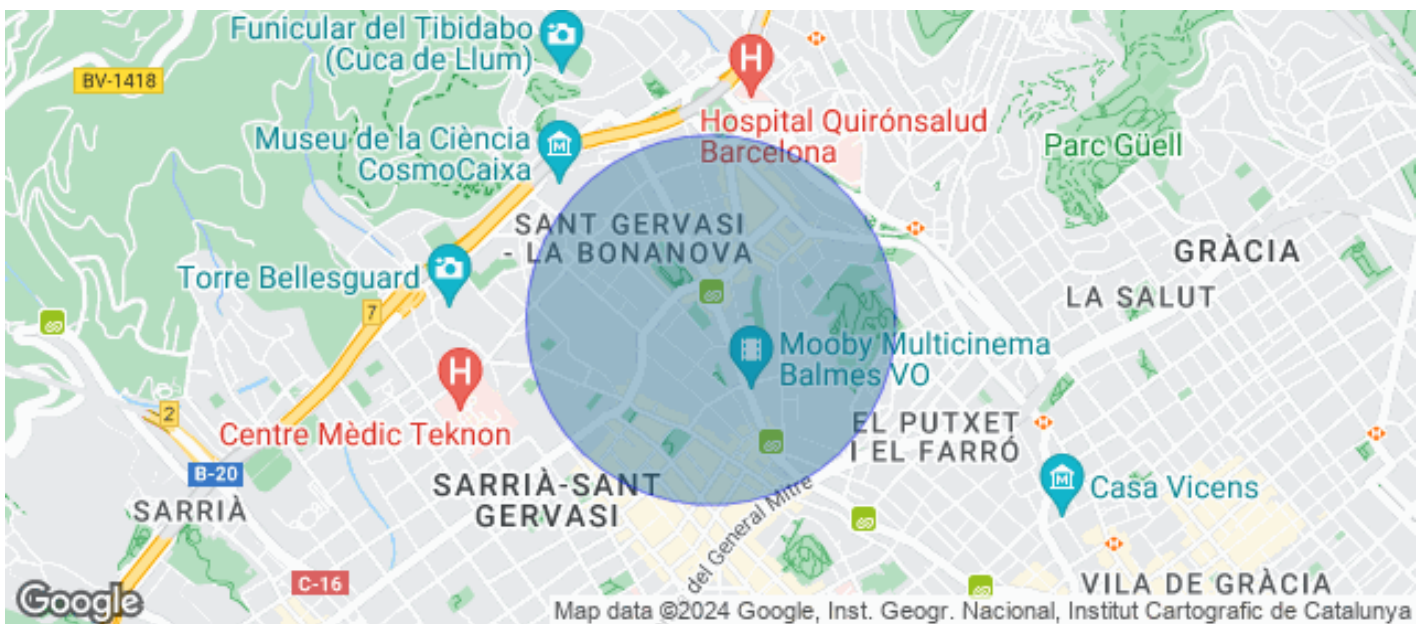 Funicular del Tibidabo
(Cuca de Llum)
BV-1418
H
Hospital Quirónsalud
Barcelona
Museu de la Ciència
CosmoCaixa
M
Parc Güell
SANT GERVASI
- LA BONANOVA
GRÀCIA
Torre Bellesguard
LA SALUT
7
Mooby Multicinema
Balmes VO
H
2
Centre Mèdic Teknon
EL PUTXET
I EL FARRÓ
B-20
SARRIÀ-SANT
GERVASI
M
Casa Vicens
SARRIÀ
del General Mitre
C-16
VILA DE GRÀCIA
Google
Map data ©2024 Google, Inst. Geogr. Nacional, Institut Cartografic de Catalunya